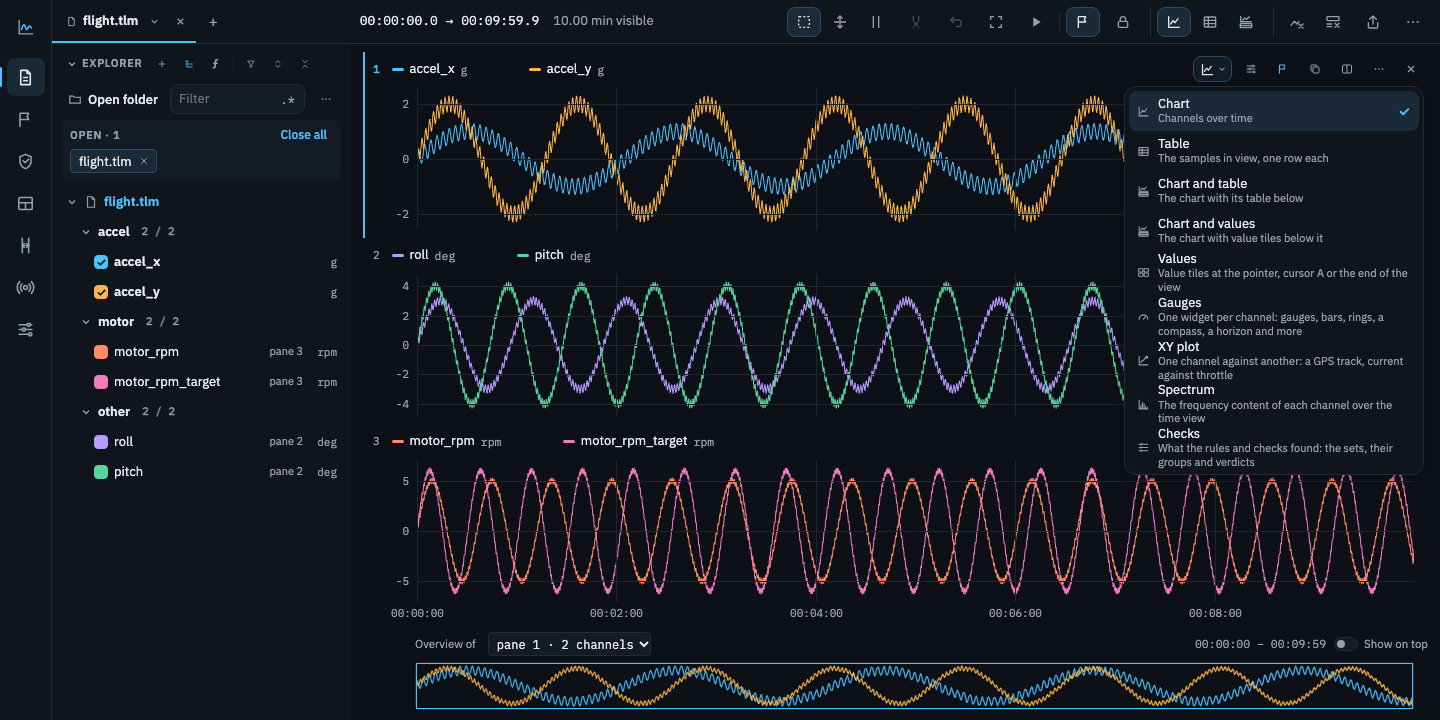 flight.tlm
00:00:00.0 → 00:09:59.9 10.00 min visible
EXPLORER
Open folder
Filter .*
OPEN · 1 Close all
flight.tlm
flight.tlm
accel 2 / 2
accel_x g
accel_y g
motor 2 / 2
motor_rpm pane 3 rpm
motor_rpm_target pane 3 rpm
other 2 / 2
roll pane 2 deg
pitch pane 2 deg
1 accel_x g accel_y g
2
0
-2
2 roll deg pitch deg
4
2
0
-2
-4
3 motor_rpm rpm motor_rpm_target rpm
5
0
-5
00:00:00 00:02:00 00:04:00 00:06:00 00:08:00
Overview of pane 1 · 2 channels 00:00:00 – 00:09:59 Show on top
Chart
Channels over time
Table
The samples in view, one row each
Chart and table
The chart with its table below
Chart and values
The chart with value tiles below it
Values
Value tiles at the pointer, cursor A or the end of the
view
Gauges
One widget per channel: gauges, bars, rings, a
compass, a horizon and more
XY plot
One channel against another: a GPS track, current
against throttle
Spectrum
The frequency content of each channel over the
time view
Checks
What the rules and checks found: the sets, their
groups and verdicts